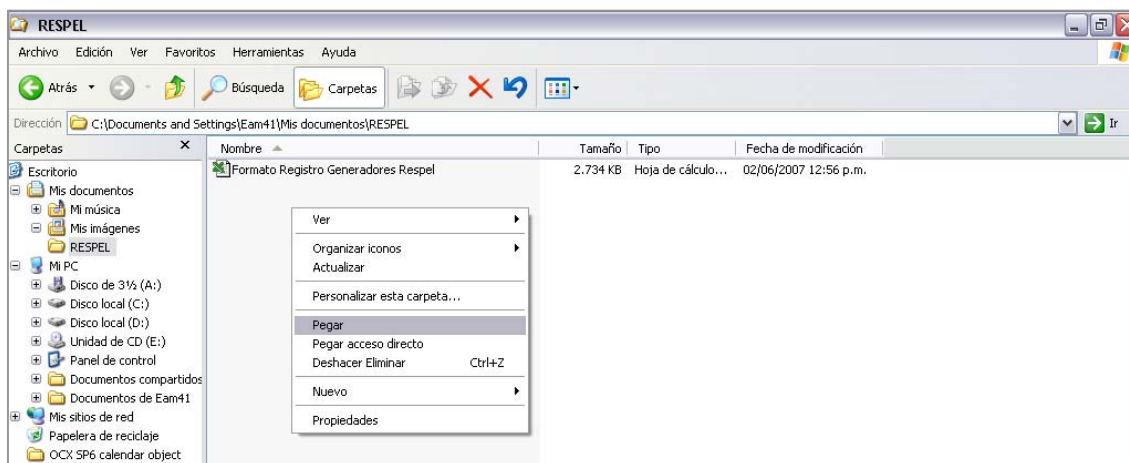 RESPEL
Archivo Edición Ver Favoritos Herramientas Ayuda
Atrás Búsqueda Carpetas
Dirección C:\Documents and Settings\Eam41\Mis documentos\RESPEL Ir
Carpetas Nombre Tamaño Tipo Fecha de modificación
Escritorio
Formato Registro Generadores Respel 2.734 KB Hoja de cálculo... 02/06/2007 12:56 p.m.
Mis documentos
Mi música
Mis imágenes
RESPEL
Mi PC
Disco de 3½ (A:)
Disco local (C:)
Disco local (D:)
Unidad de CD (E:)
Panel de control
Documentos compartidos
Documentos de Eam41
Mis sitios de red
Papelera de reciclaje
OCX SP6 calendar object
Ver
Organizar iconos
Actualizar
Personalizar esta carpeta...
Pegar
Pegar acceso directo
Deshacer Eliminar Ctrl+Z
Nuevo
Propiedades